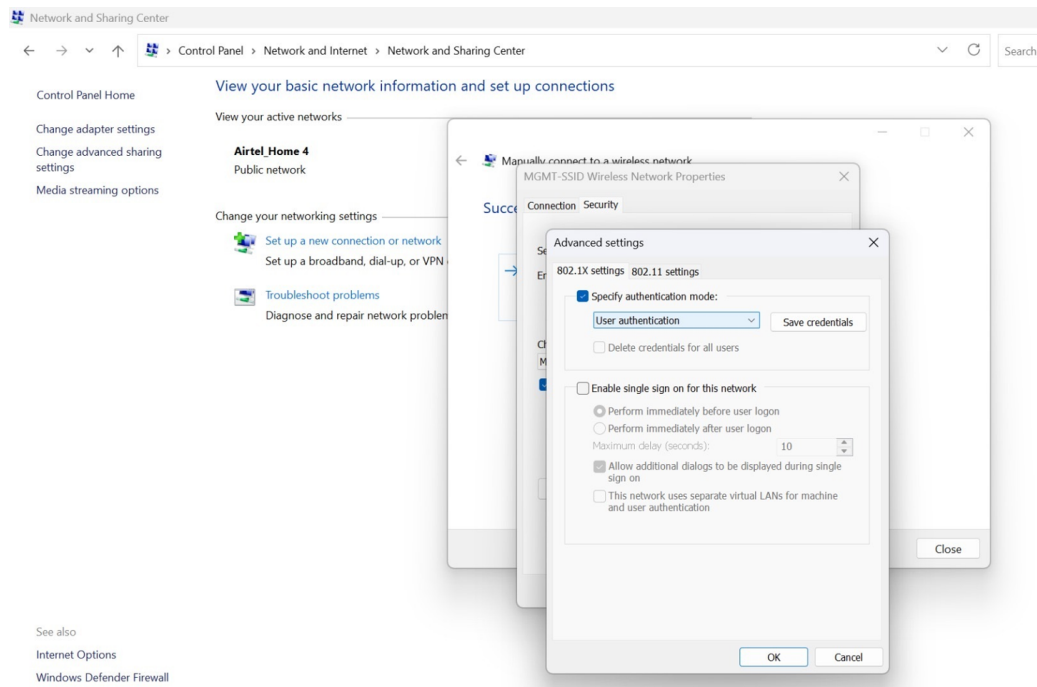 Network and Sharing Center
Control Panel > Network and Internet > Network and Sharing Center
Search
Control Panel Home
Change adapter settings
Change advanced sharing
settings
Media streaming options
View your basic network information and set up connections
View your active networks
Airtel_Home 4
Public network
Change your networking settings
Set up a new connection or network
Set up a broadband, dial-up, or VPN
Troubleshoot problems
Diagnose and repair network problem
Manually connect to a wireless network
Succe
MGMT-SSID Wireless Network Properties
Connection Security
Se
En
Ch
M
Advanced settings
802.1X settings 802.11 settings
Specify authentication mode:
User authentication
Save credentials
Delete credentials for all users
Enable single sign on for this network
Perform immediately before user logon
Perform immediately after user logon
Maximum delay (seconds): 10
Allow additional dialogs to be displayed during single
sign on
This network uses separate virtual LANs for machine
and user authentication
OK Cancel
Close
See also
Internet Options
Windows Defender Firewall